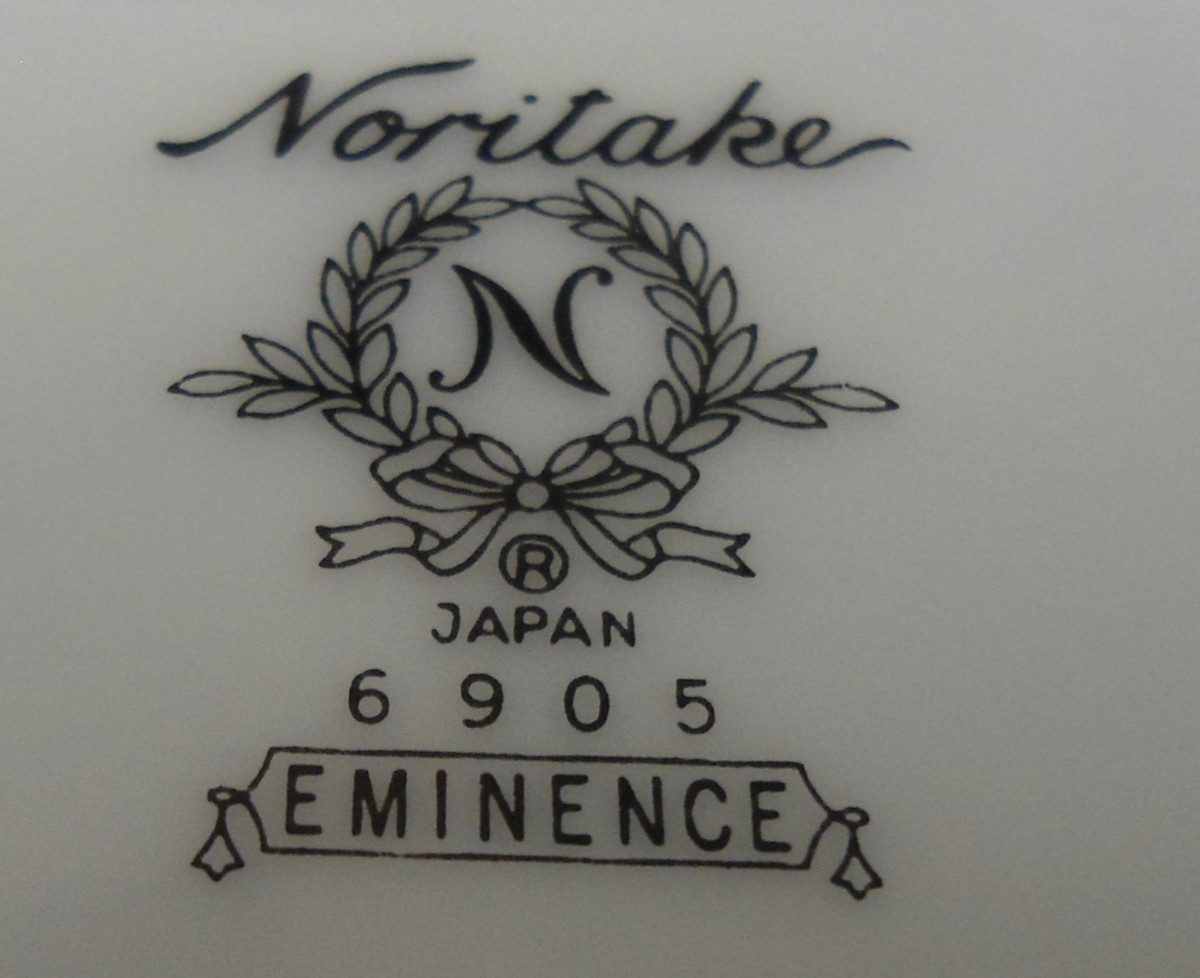 Noritake
N
®
JAPAN
6905
EMINENCE